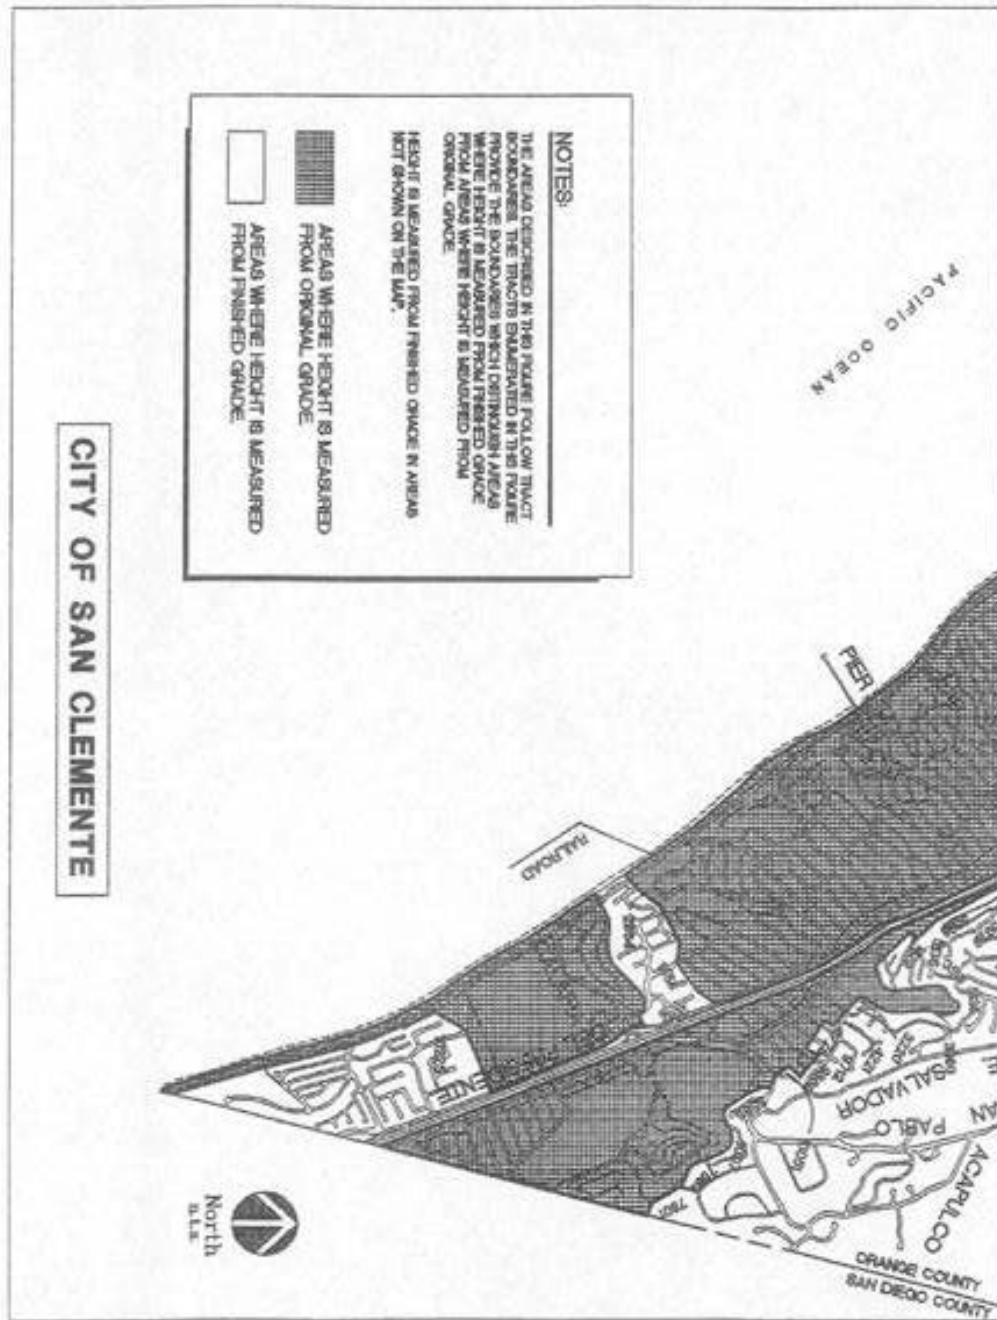 NOTES:
THE AREAS DESCRIBED IN THIS FIGURE FOLLOW TRACT
BOUNDARIES. THE TRACTS ENUMERATED IN THIS FIGURE
PROVIDE THE BOUNDARIES WHICH DISTINGUISH AREAS
WHERE HEIGHT IS MEASURED FROM FINISHED GRADE
FROM AREAS WHERE HEIGHT IS MEASURED FROM
ORIGINAL GRADE.
HEIGHT IS MEASURED FROM FINISHED GRADE IN AREAS
NOT SHOWN ON THE MAP.
AREAS WHERE HEIGHT IS MEASURED
FROM ORIGINAL GRADE.
AREAS WHERE HEIGHT IS MEASURED
FROM FINISHED GRADE.
CITY OF SAN CLEMENTE
PACIFIC OCEAN
PIER
RAILROAD
SALVADOR
PABLO
ACAPULCO
ORANGE COUNTY
SAN DIEGO COUNTY
North
n.t.s.